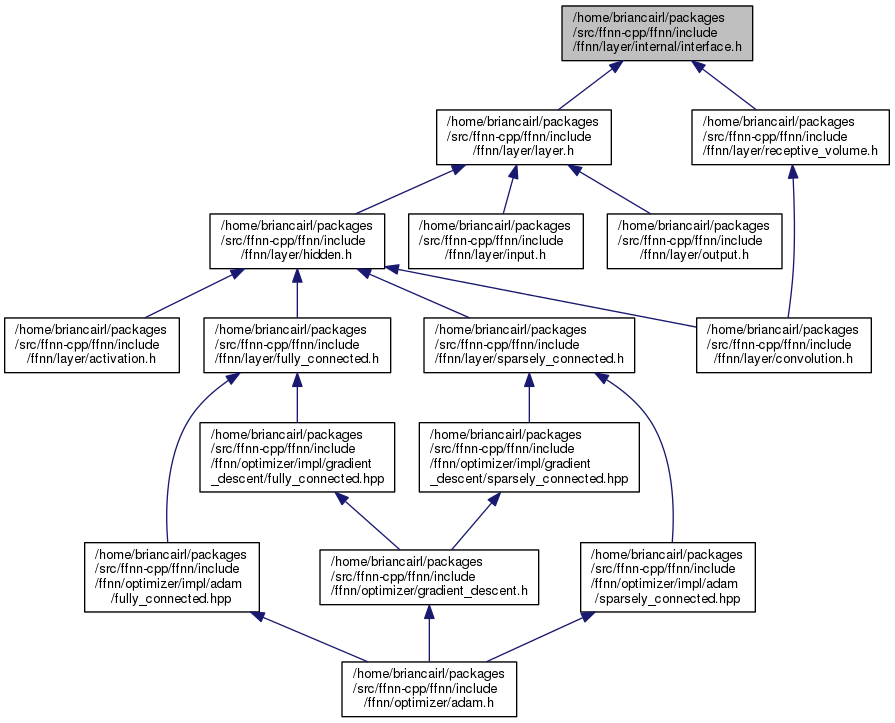 /home/briancairl/packages
/src/ffnn-cpp/ffnn/include
/ffnn/layer/internal/interface.h
/home/briancairl/packages
/src/ffnn-cpp/ffnn/include
/ffnn/layer/layer.h
/home/briancairl/packages
/src/ffnn-cpp/ffnn/include
/ffnn/layer/receptive_volume.h
/home/briancairl/packages
/src/ffnn-cpp/ffnn/include
/ffnn/layer/hidden.h
/home/briancairl/packages
/src/ffnn-cpp/ffnn/include
/ffnn/layer/input.h
/home/briancairl/packages
/src/ffnn-cpp/ffnn/include
/ffnn/layer/output.h
/home/briancairl/packages
/src/ffnn-cpp/ffnn/include
/ffnn/layer/activation.h
/home/briancairl/packages
/src/ffnn-cpp/ffnn/include
/ffnn/layer/fully_connected.h
/home/briancairl/packages
/src/ffnn-cpp/ffnn/include
/ffnn/layer/sparsely_connected.h
/home/briancairl/packages
/src/ffnn-cpp/ffnn/include
/ffnn/layer/convolution.h
/home/briancairl/packages
/src/ffnn-cpp/ffnn/include
/ffnn/optimizer/impl/gradient
_descent/fully_connected.hpp
/home/briancairl/packages
/src/ffnn-cpp/ffnn/include
/ffnn/optimizer/impl/gradient
_descent/sparsely_connected.hpp
/home/briancairl/packages
/src/ffnn-cpp/ffnn/include
/ffnn/optimizer/impl/adam
/fully_connected.hpp
/home/briancairl/packages
/src/ffnn-cpp/ffnn/include
/ffnn/optimizer/gradient_descent.h
/home/briancairl/packages
/src/ffnn-cpp/ffnn/include
/ffnn/optimizer/impl/adam
/sparsely_connected.hpp
/home/briancairl/packages
/src/ffnn-cpp/ffnn/include
/ffnn/optimizer/adam.h